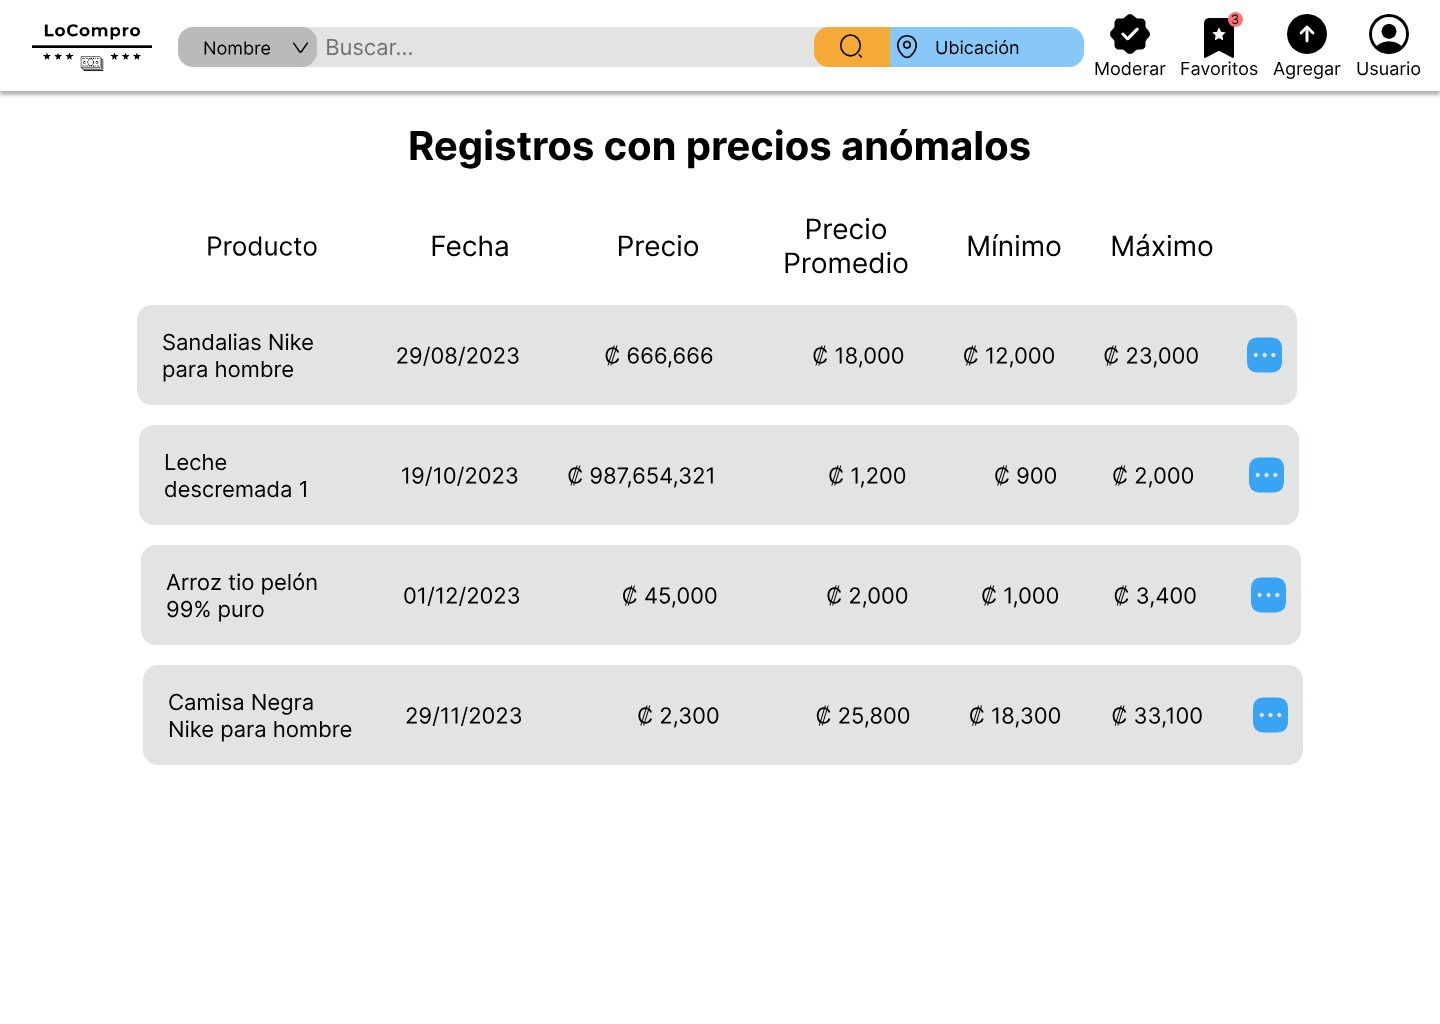 LoCompro
Nombre
Buscar...
Ubicación
Moderar
3
Favoritos
Agregar
Usuario
Registros con precios anómalos
Producto
Fecha
Precio
Precio
Promedio
Mínimo
Máximo
Sandalias Nike
para hombre
29/08/2023
₡ 666,666
₡ 18,000
₡ 12,000
₡ 23,000
Leche
descremada 1
19/10/2023
₡ 987,654,321
₡ 1,200
₡ 900
₡ 2,000
Arroz tio pelón
99% puro
01/12/2023
₡ 45,000
₡ 2,000
₡ 1,000
₡ 3,400
Camisa Negra
Nike para hombre
29/11/2023
₡ 2,300
₡ 25,800
₡ 18,300
₡ 33,100